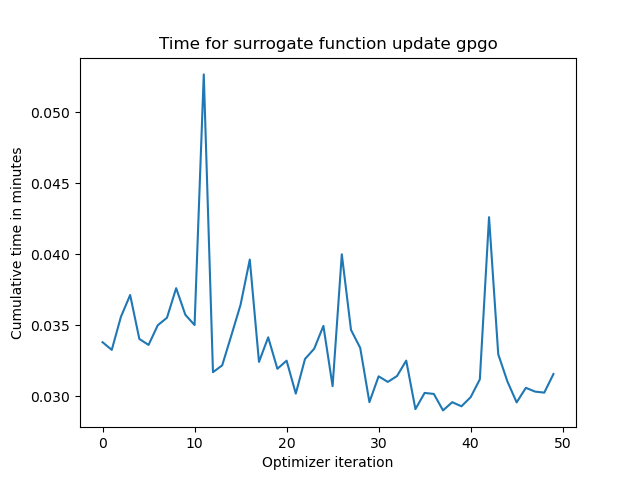 Time for surrogate function update gpgo
Cumulative time in minutes
0.050
0.045
0.040
0.035
0.030
0 10 20 30 40 50
Optimizer iteration